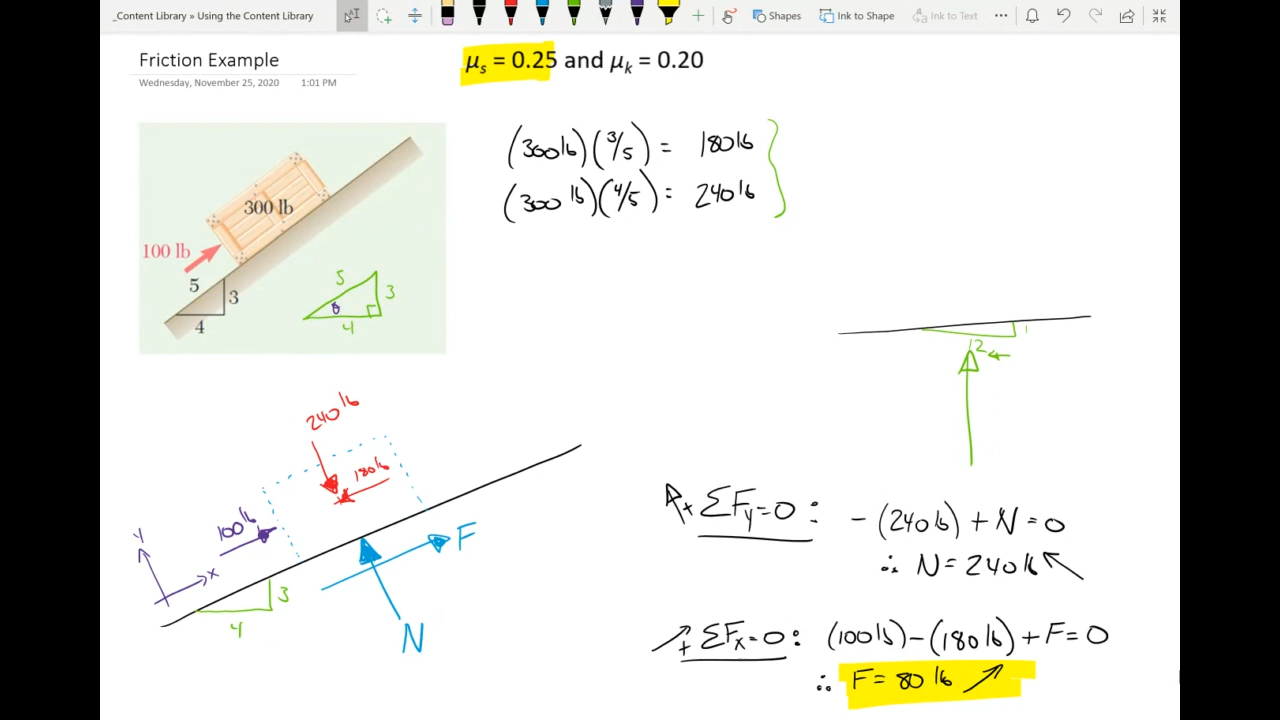 _Content Library » Using the Content Library
Shapes
Ink to Shape
Ink to Text
Friction Example
Wednesday, November 25, 2020 1:01 PM
μs = 0.25 and μk = 0.20
(300 lb)(3/5) = 180 lb
(300 lb)(4/5) = 240 lb
300 lb
100 lb
5
3
4
5
3
θ
4
1
12
240 lb
180 lb
100 lb
Y
X
F
3
4
N
+ ΣFy=0: -(240 lb) + N = 0
∴ N = 240 lb
+ ΣFx=0: (100 lb) - (180 lb) + F = 0
∴ F = 80 lb